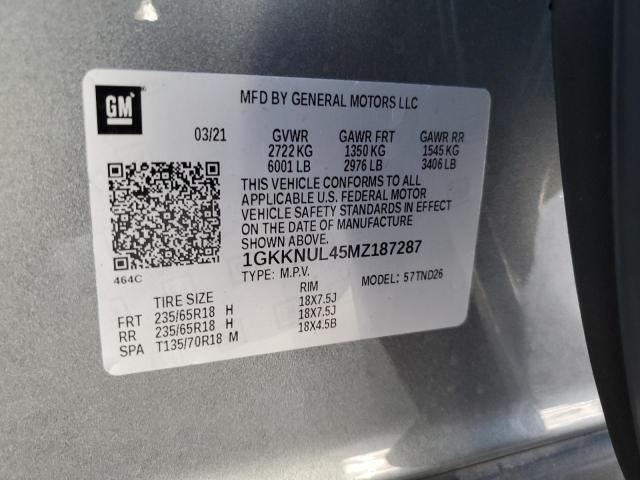 GM
MFD BY GENERAL MOTORS LLC
03/21 GVWR GAWR FRT GAWR RR
2722 KG 1350 KG 1545 KG
6001 LB 2976 LB 3406 LB
THIS VEHICLE CONFORMS TO ALL
APPLICABLE U.S. FEDERAL MOTOR
VEHICLE SAFETY STANDARDS IN EFFECT
ON THE DATE OF MANUFACTURE
SHOWN ABOVE.
464C
1GKKNUL45MZ187287
TYPE: M.P.V. MODEL: 57TND26
TIRE SIZE RIM
FRT 235/65R18 H 18X7.5J
RR 235/65R18 H 18X7.5J
SPA T135/70R18 M 18X4.5B